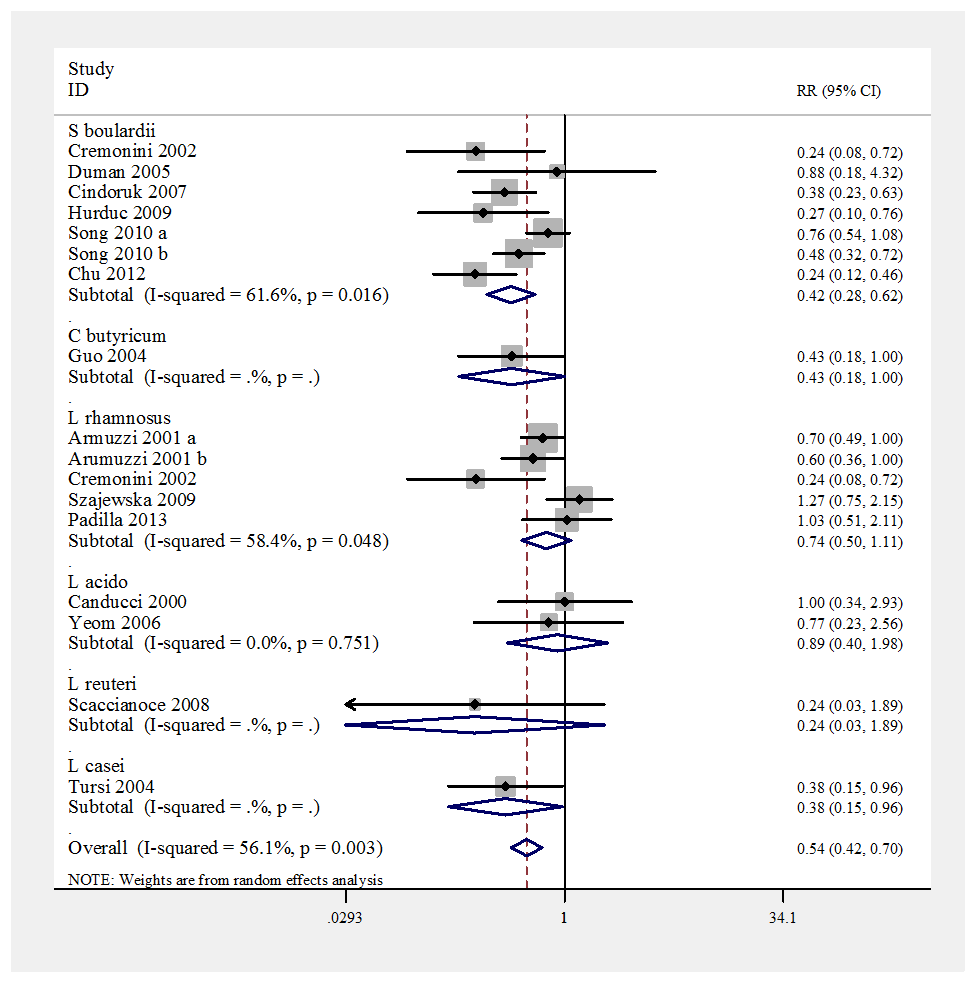 Study
ID RR (95% CI)
S boulardii
Cremonini 2002 0.24 (0.08, 0.72)
Duman 2005 0.88 (0.18, 4.32)
Cindoruk 2007 0.38 (0.23, 0.63)
Hurduc 2009 0.27 (0.10, 0.76)
Song 2010 a 0.76 (0.54, 1.08)
Song 2010 b 0.48 (0.32, 0.72)
Chu 2012 0.24 (0.12, 0.46)
Subtotal (I-squared = 61.6%, p = 0.016) 0.42 (0.28, 0.62)
.
C butyricum
Guo 2004 0.43 (0.18, 1.00)
Subtotal (I-squared = .%, p = .) 0.43 (0.18, 1.00)
.
L rhamnosus
Armuzzi 2001 a 0.70 (0.49, 1.00)
Arumuzzi 2001 b 0.60 (0.36, 1.00)
Cremonini 2002 0.24 (0.08, 0.72)
Szajewska 2009 1.27 (0.75, 2.15)
Padilla 2013 1.03 (0.51, 2.11)
Subtotal (I-squared = 58.4%, p = 0.048) 0.74 (0.50, 1.11)
.
L acido
Canducci 2000 1.00 (0.34, 2.93)
Yeom 2006 0.77 (0.23, 2.56)
Subtotal (I-squared = 0.0%, p = 0.751) 0.89 (0.40, 1.98)
.
L reuteri
Scaccianoce 2008 0.24 (0.03, 1.89)
Subtotal (I-squared = .%, p = .) 0.24 (0.03, 1.89)
.
L casei
Tursi 2004 0.38 (0.15, 0.96)
Subtotal (I-squared = .%, p = .) 0.38 (0.15, 0.96)
.
Overall (I-squared = 56.1%, p = 0.003) 0.54 (0.42, 0.70)
NOTE: Weights are from random effects analysis
.0293 1 34.1